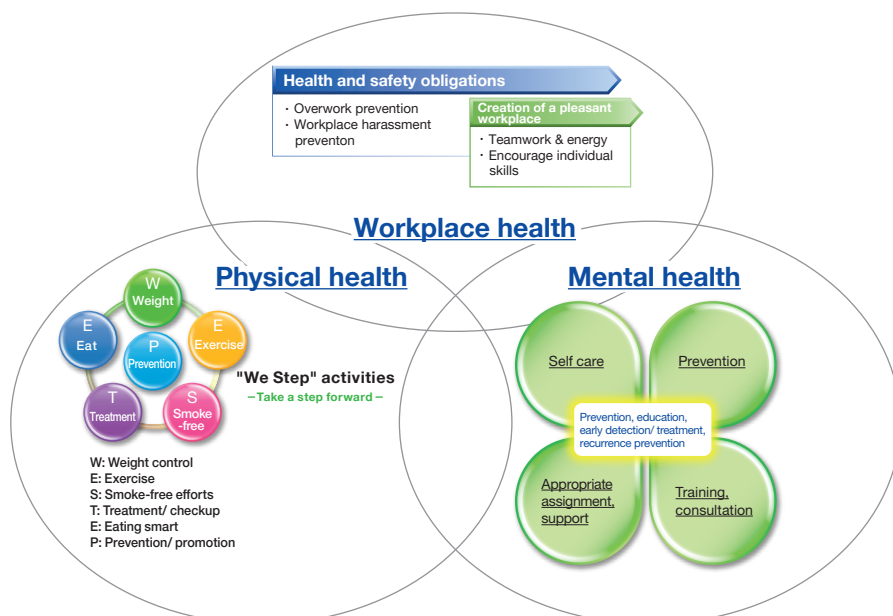 Health and safety obligations
・Overwork prevention
・Workplace harassment
preventon
Creation of a pleasant
workplace
・Teamwork & energy
・Encourage individual
skills
Workplace health
Physical health
W
Weight
E
Eat
E
Exercise
P
Prevention
T
Treatment
S
Smoke
-free
"We Step" activities
–Take a step forward–
W: Weight control
E: Exercise
S: Smoke-free efforts
T: Treatment/ checkup
E: Eating smart
P: Prevention/ promotion
Mental health
Self care
Prevention
Prevention, education,
early detection/ treatment,
recurrence prevention
Appropriate
assignment,
support
Training,
consultation